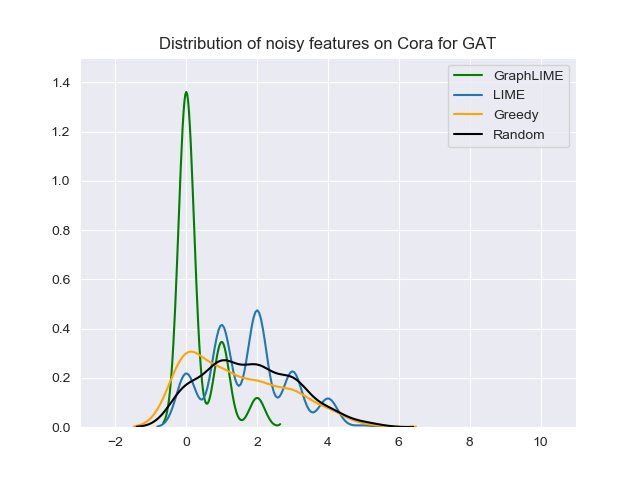 Distribution of noisy features on Cora for GAT
GraphLIME
LIME
Greedy
Random
1.4
1.2
1.0
0.8
0.6
0.4
0.2
0.0
−2 0 2 4 6 8 10